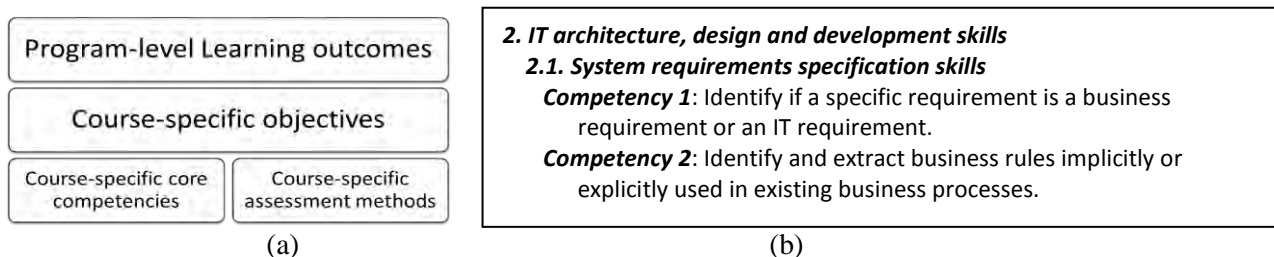 Program-level Learning outcomes
Course-specific objectives
Course-specific core
competencies
Course-specific
assessment methods
(a)
2. IT architecture, design and development skills
2.1. System requirements specification skills
Competency 1: Identify if a specific requirement is a business
requirement or an IT requirement.
Competency 2: Identify and extract business rules implicitly or
explicitly used in existing business processes.
(b)